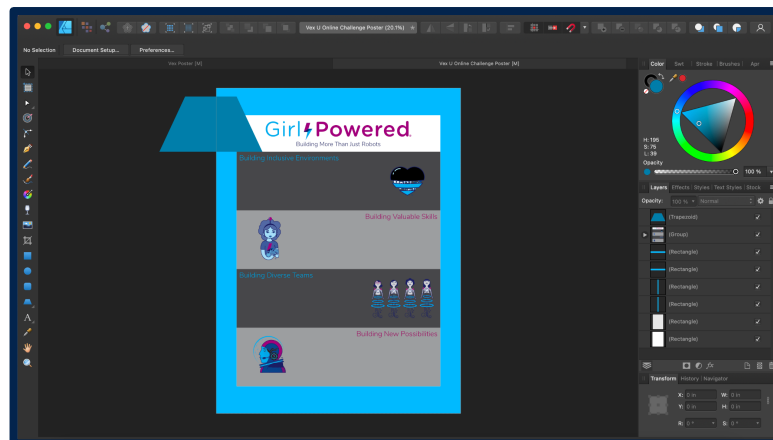 Vex U Online Challenge Poster (20.1%)
No Selection Document Setup... Preferences...
Vex Poster [M] Vex U Online Challenge Poster [M]
Color Swt Stroke Brushes Apr
H: 195
S: 75
L: 39
Opacity
100 %
Layers Effects Styles Text Styles Stock
Opacity: 100 % Normal
(Trapezoid)
(Group)
(Rectangle)
(Rectangle)
(Rectangle)
(Rectangle)
(Rectangle)
(Rectangle)
fx
Transform History Navigator
X: 0 in W: 0 in
Y: 0 in H: 0 in
R: 0 ° S: 0 °
Girl Powered
Building More Than Just Robots
Building Inclusive Environments
Building Valuable Skills
Building Diverse Teams
Building New Possibilities
A